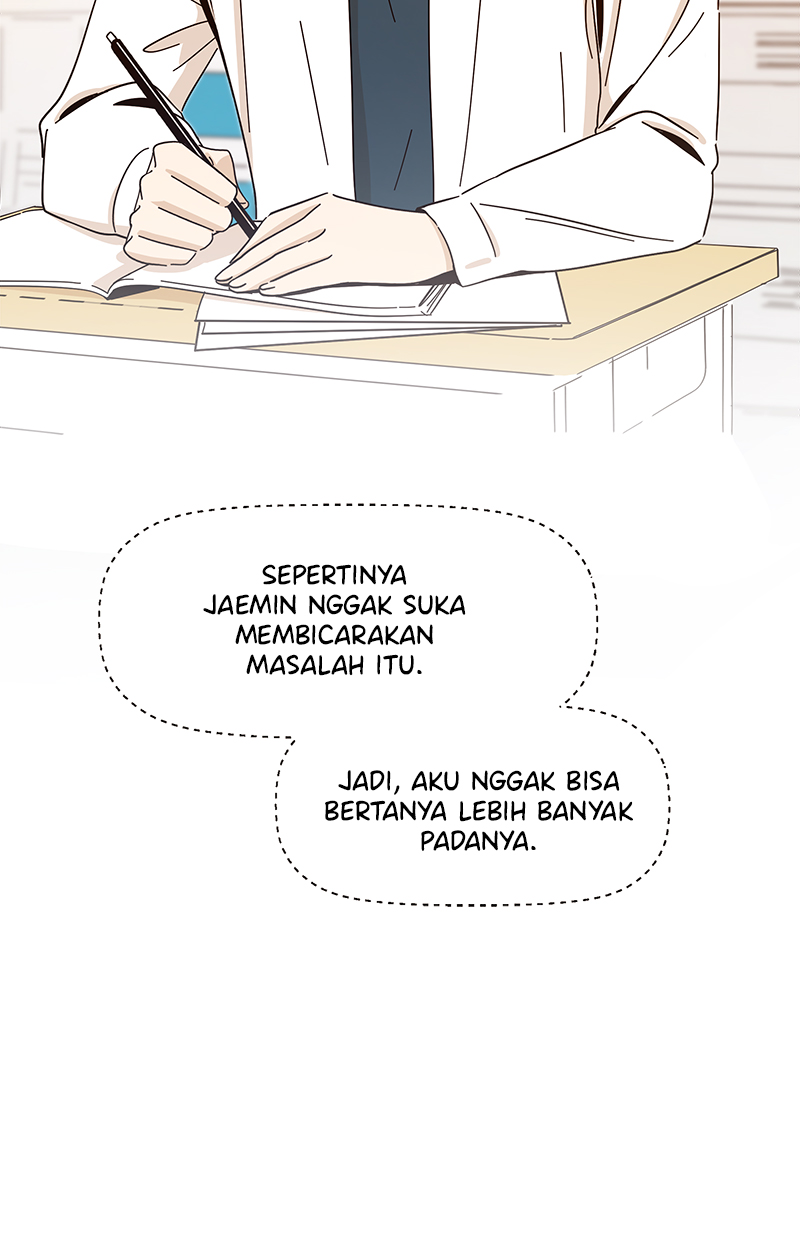 SEPERTINYA
JAEMIN NGGAK SUKA
MEMBICARAKAN
MASALAH ITU.
JADI, AKU NGGAK BISA
BERTANYA LEBIH BANYAK
PADANYA.